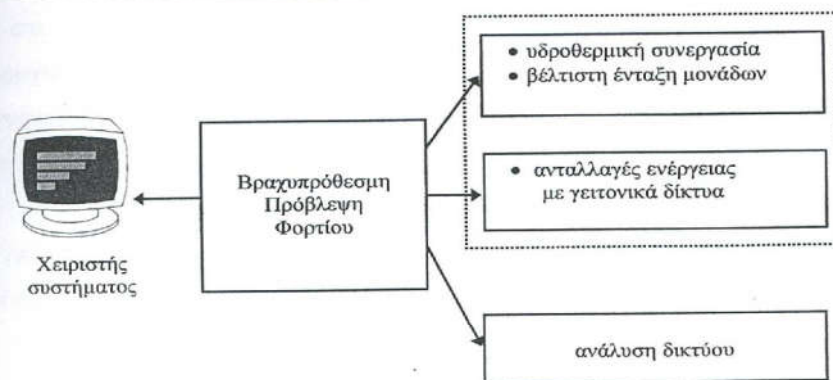 • υδροθερμική συνεργασία
• βέλτιστη ένταξη μονάδων
Βραχυπρόθεσμη
Πρόβλεψη
Φορτίου
• ανταλλαγές ενέργειας
με γειτονικά δίκτυα
Χειριστής
συστήματος
ανάλυση δικτύου